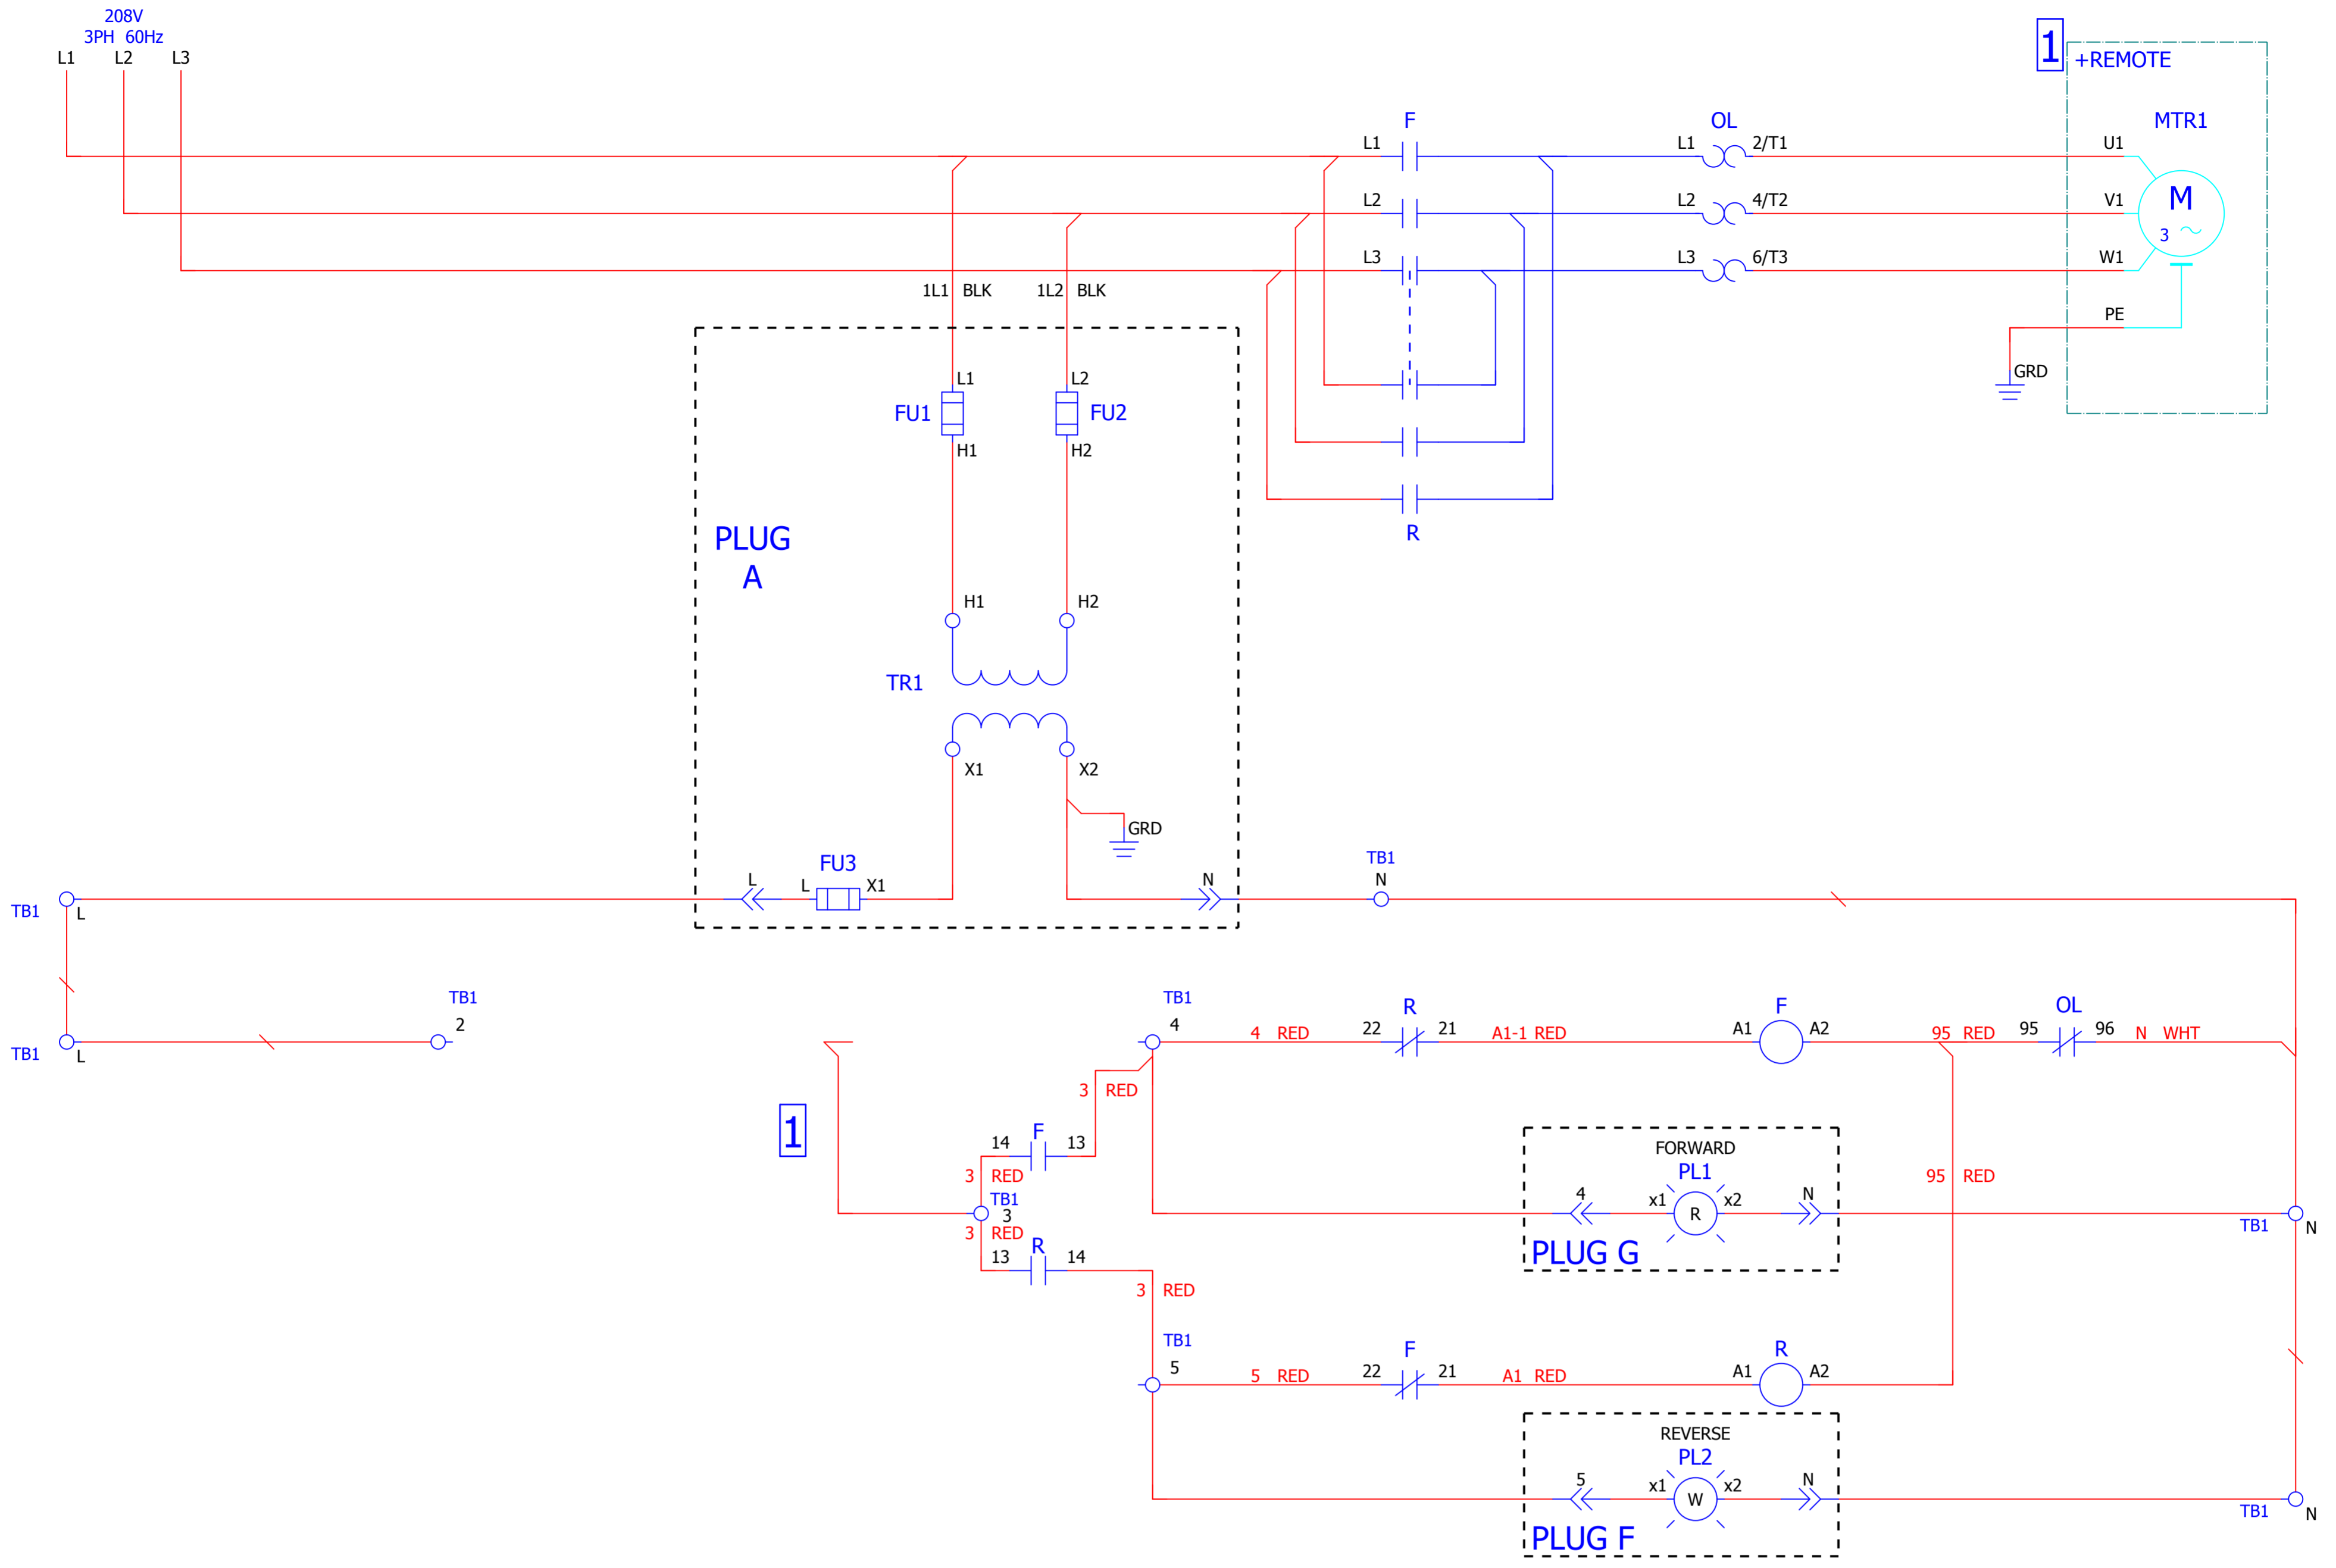 208V
3PH 60Hz
L1 L2 L3
1
+REMOTE
MTR1
F
OL
L1
L1 2/T1
U1
L2
L2 4/T2
V1
M
3
L3
L3 6/T3
W1
PE
GRD
1L1 BLK
1L2 BLK
L1
L2
FU1
FU2
H1
H2
R
PLUG
A
H1
H2
TR1
X1
X2
GRD
FU3
L
L
X1
N
TB1
N
TB1
L
TB1
2
TB1
L
TB1
4
4 RED
R
22 21
A1-1 RED
F
A1 A2
95 RED
OL
95 96
N WHT
3 RED
1
F
14 13
3 RED
TB1
3
3 RED
R
13 14
3 RED
FORWARD
PL1
4
x1
R
x2
N
PLUG G
95 RED
TB1
N
TB1
5
5 RED
F
22 21
A1 RED
R
A1 A2
REVERSE
PL2
5
x1
W
x2
N
PLUG F
TB1
N